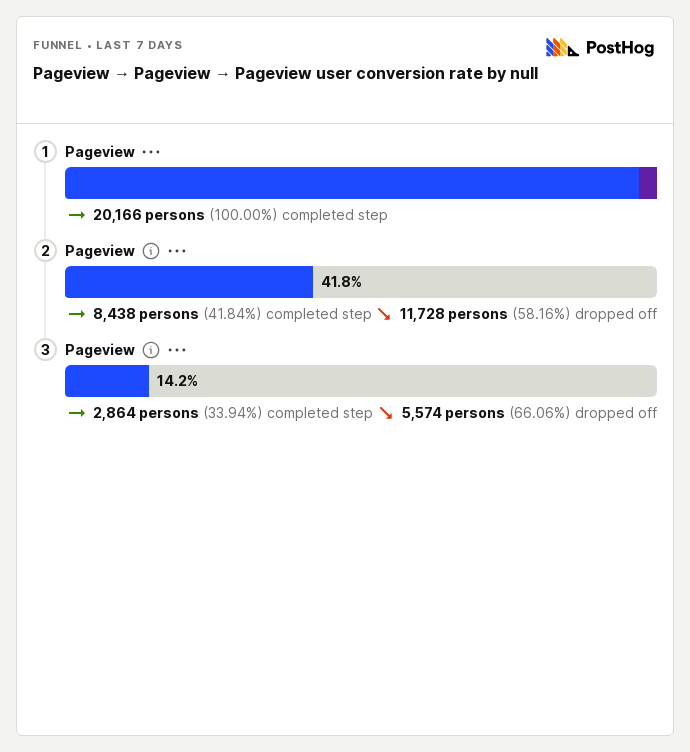 FUNNEL • LAST 7 DAYS
PostHog
Pageview → Pageview → Pageview user conversion rate by null
1 Pageview ···
→ 20,166 persons (100.00%) completed step
2 Pageview i ···
41.8%
→ 8,438 persons (41.84%) completed step ↘ 11,728 persons (58.16%) dropped off
3 Pageview i ···
14.2%
→ 2,864 persons (33.94%) completed step ↘ 5,574 persons (66.06%) dropped off